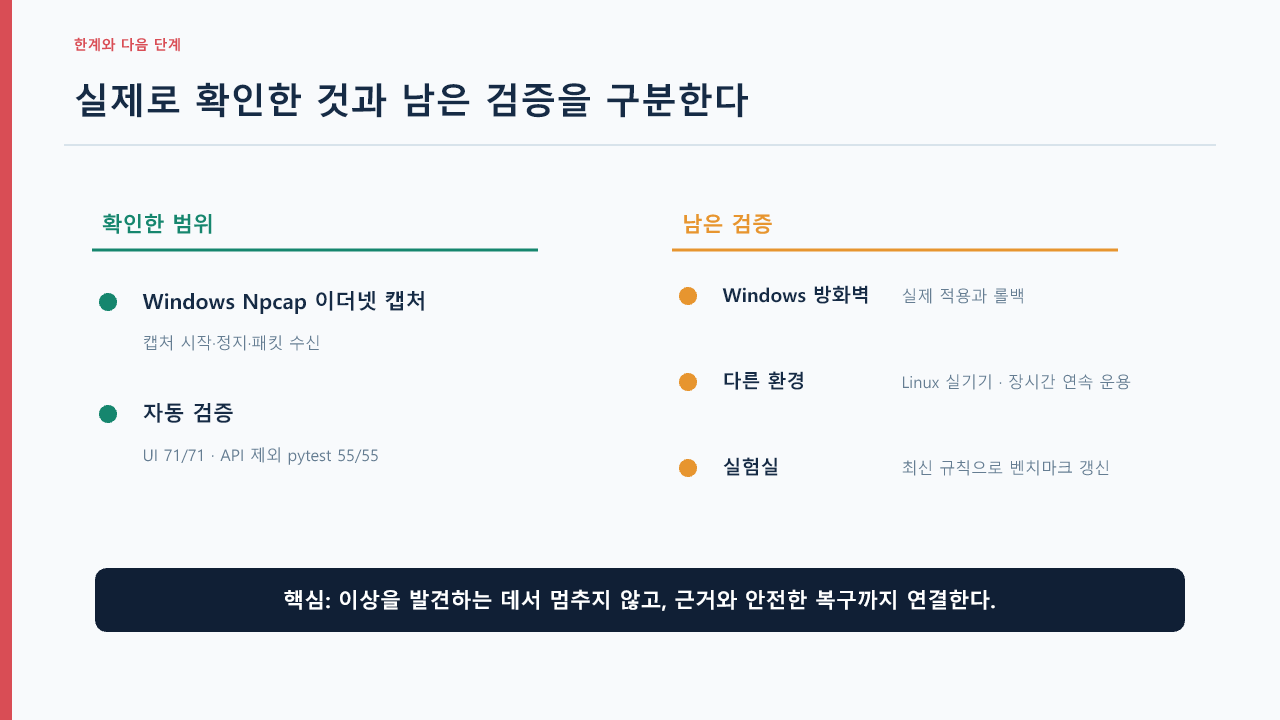 한계와 다음 단계
실제로 확인한 것과 남은 검증을 구분한다
확인한 범위
Windows Npcap 이더넷 캡처
캡처 시작·정지·패킷 수신
자동 검증
UI 71/71 · API 제외 pytest 55/55
남은 검증
Windows 방화벽 실제 적용과 롤백
다른 환경 Linux 실기기 · 장시간 연속 운용
실험실 최신 규칙으로 벤치마크 갱신
핵심: 이상을 발견하는 데서 멈추지 않고, 근거와 안전한 복구까지 연결한다.